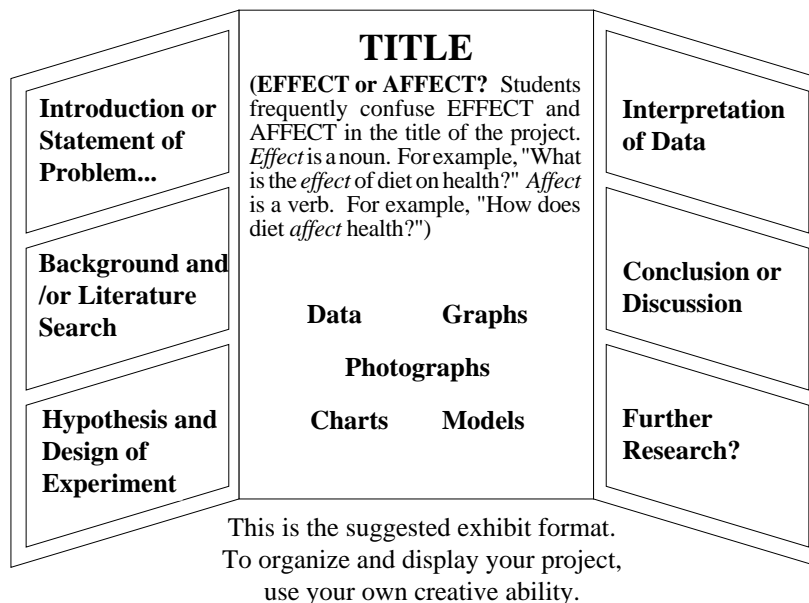 Introduction or
Statement of
Problem...
Background and
/or Literature
Search
Hypothesis and
Design of
Experiment
TITLE
(EFFECT or AFFECT? Students
frequently confuse EFFECT and
AFFECT in the title of the project.
Effect is a noun. For example, "What
is the effect of diet on health?" Affect
is a verb. For example, "How does
diet affect health?")
Data Graphs
Photographs
Charts Models
Interpretation
of Data
Conclusion or
Discussion
Further
Research?
This is the suggested exhibit format.
To organize and display your project,
use your own creative ability.